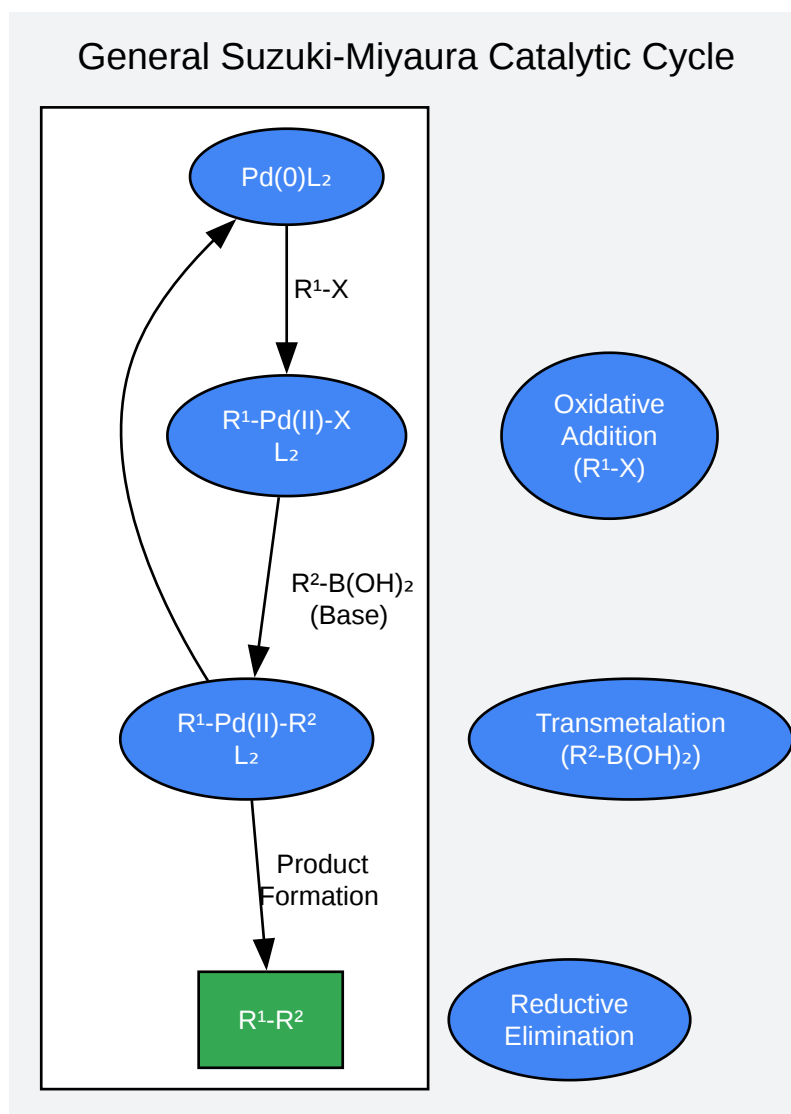 General Suzuki-Miyaura Catalytic Cycle
Pd(0)L₂
R¹-X
R¹-Pd(II)-X
L₂
Oxidative
Addition
(R¹-X)
R²-B(OH)₂
(Base)
R¹-Pd(II)-R²
L₂
Transmetalation
(R²-B(OH)₂)
Product
Formation
R¹-R²
Reductive
Elimination